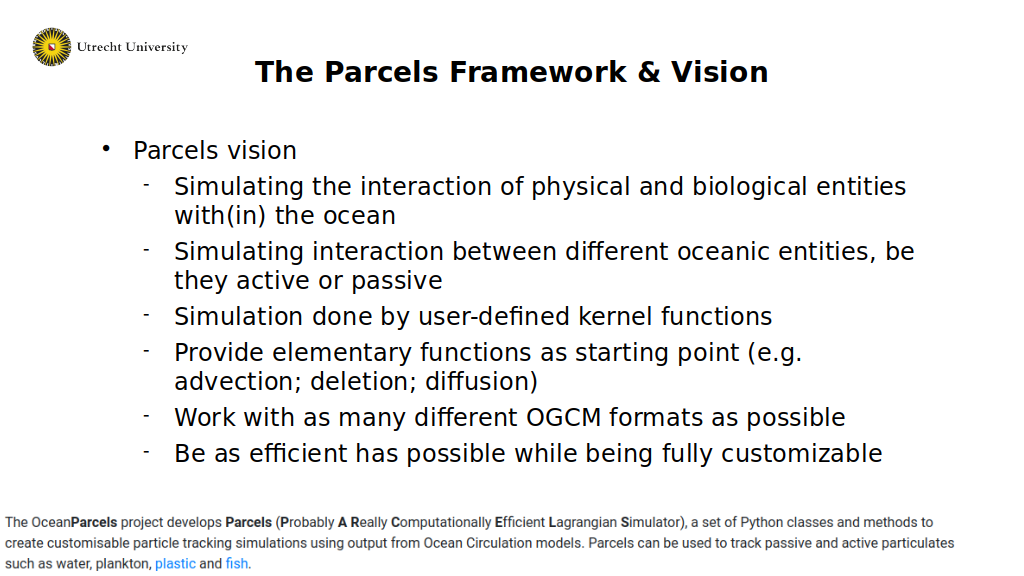 Utrecht University
The Parcels Framework & Vision
• Parcels vision
- Simulating the interaction of physical and biological entities
with(in) the ocean
- Simulating interaction between different oceanic entities, be
they active or passive
- Simulation done by user-defined kernel functions
- Provide elementary functions as starting point (e.g.
advection; deletion; diffusion)
- Work with as many different OGCM formats as possible
- Be as efficient has possible while being fully customizable
The OceanParcels project develops Parcels (Probably A Really Computationally Efficient Lagrangian Simulator), a set of Python classes and methods to
create customisable particle tracking simulations using output from Ocean Circulation models. Parcels can be used to track passive and active particulates
such as water, plankton, plastic and fish.